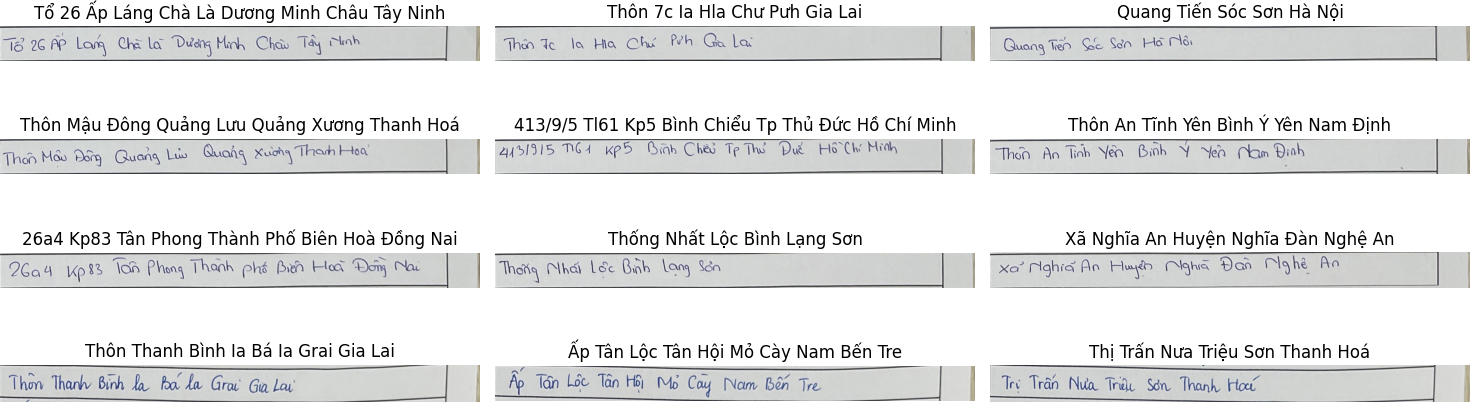 Tổ 26 Ấp Láng Chà Là Dương Minh Châu Tây Ninh
Tổ 26 Ấp Láng Chà Là Dương Minh Châu Tây Ninh
Thôn 7c Ia Hla Chư Pưh Gia Lai
Thôn 7c Ia Hla Chư Pưh Gia Lai
Quang Tiến Sóc Sơn Hà Nội
Quang Tiến Sóc Sơn Hà Nội
Thôn Mậu Đông Quảng Lưu Quảng Xương Thanh Hoá
Thôn Mậu Đông Quảng Lưu Quảng Xương Thanh Hoá
413/9/5 Tl61 Kp5 Bình Chiểu Tp Thủ Đức Hồ Chí Minh
413/9/5 Tl61 Kp5 Bình Chiểu Tp Thủ Đức Hồ Chí Minh
Thôn An Tĩnh Yên Bình Ý Yên Nam Định
Thôn An Tĩnh Yên Bình Ý Yên Nam Định
26a4 Kp83 Tân Phong Thành Phố Biên Hoà Đồng Nai
26a4 Kp83 Tân Phong Thành phố Biên Hoà Đồng Nai
Thống Nhất Lộc Bình Lạng Sơn
Thống Nhất Lộc Bình Lạng Sơn
Xã Nghĩa An Huyện Nghĩa Đàn Nghệ An
Xã Nghĩa An Huyện Nghĩa Đàn Nghệ An
Thôn Thanh Bình Ia Bá Ia Grai Gia Lai
Thôn Thanh Bình Ia Bá Ia Grai Gia Lai
Ấp Tân Lộc Tân Hội Mỏ Cày Nam Bến Tre
Ấp Tân Lộc Tân Hội Mỏ Cày Nam Bến Tre
Thị Trấn Nưa Triệu Sơn Thanh Hoá
Trị Trấn Nưa Triệu Sơn Thanh Hoá